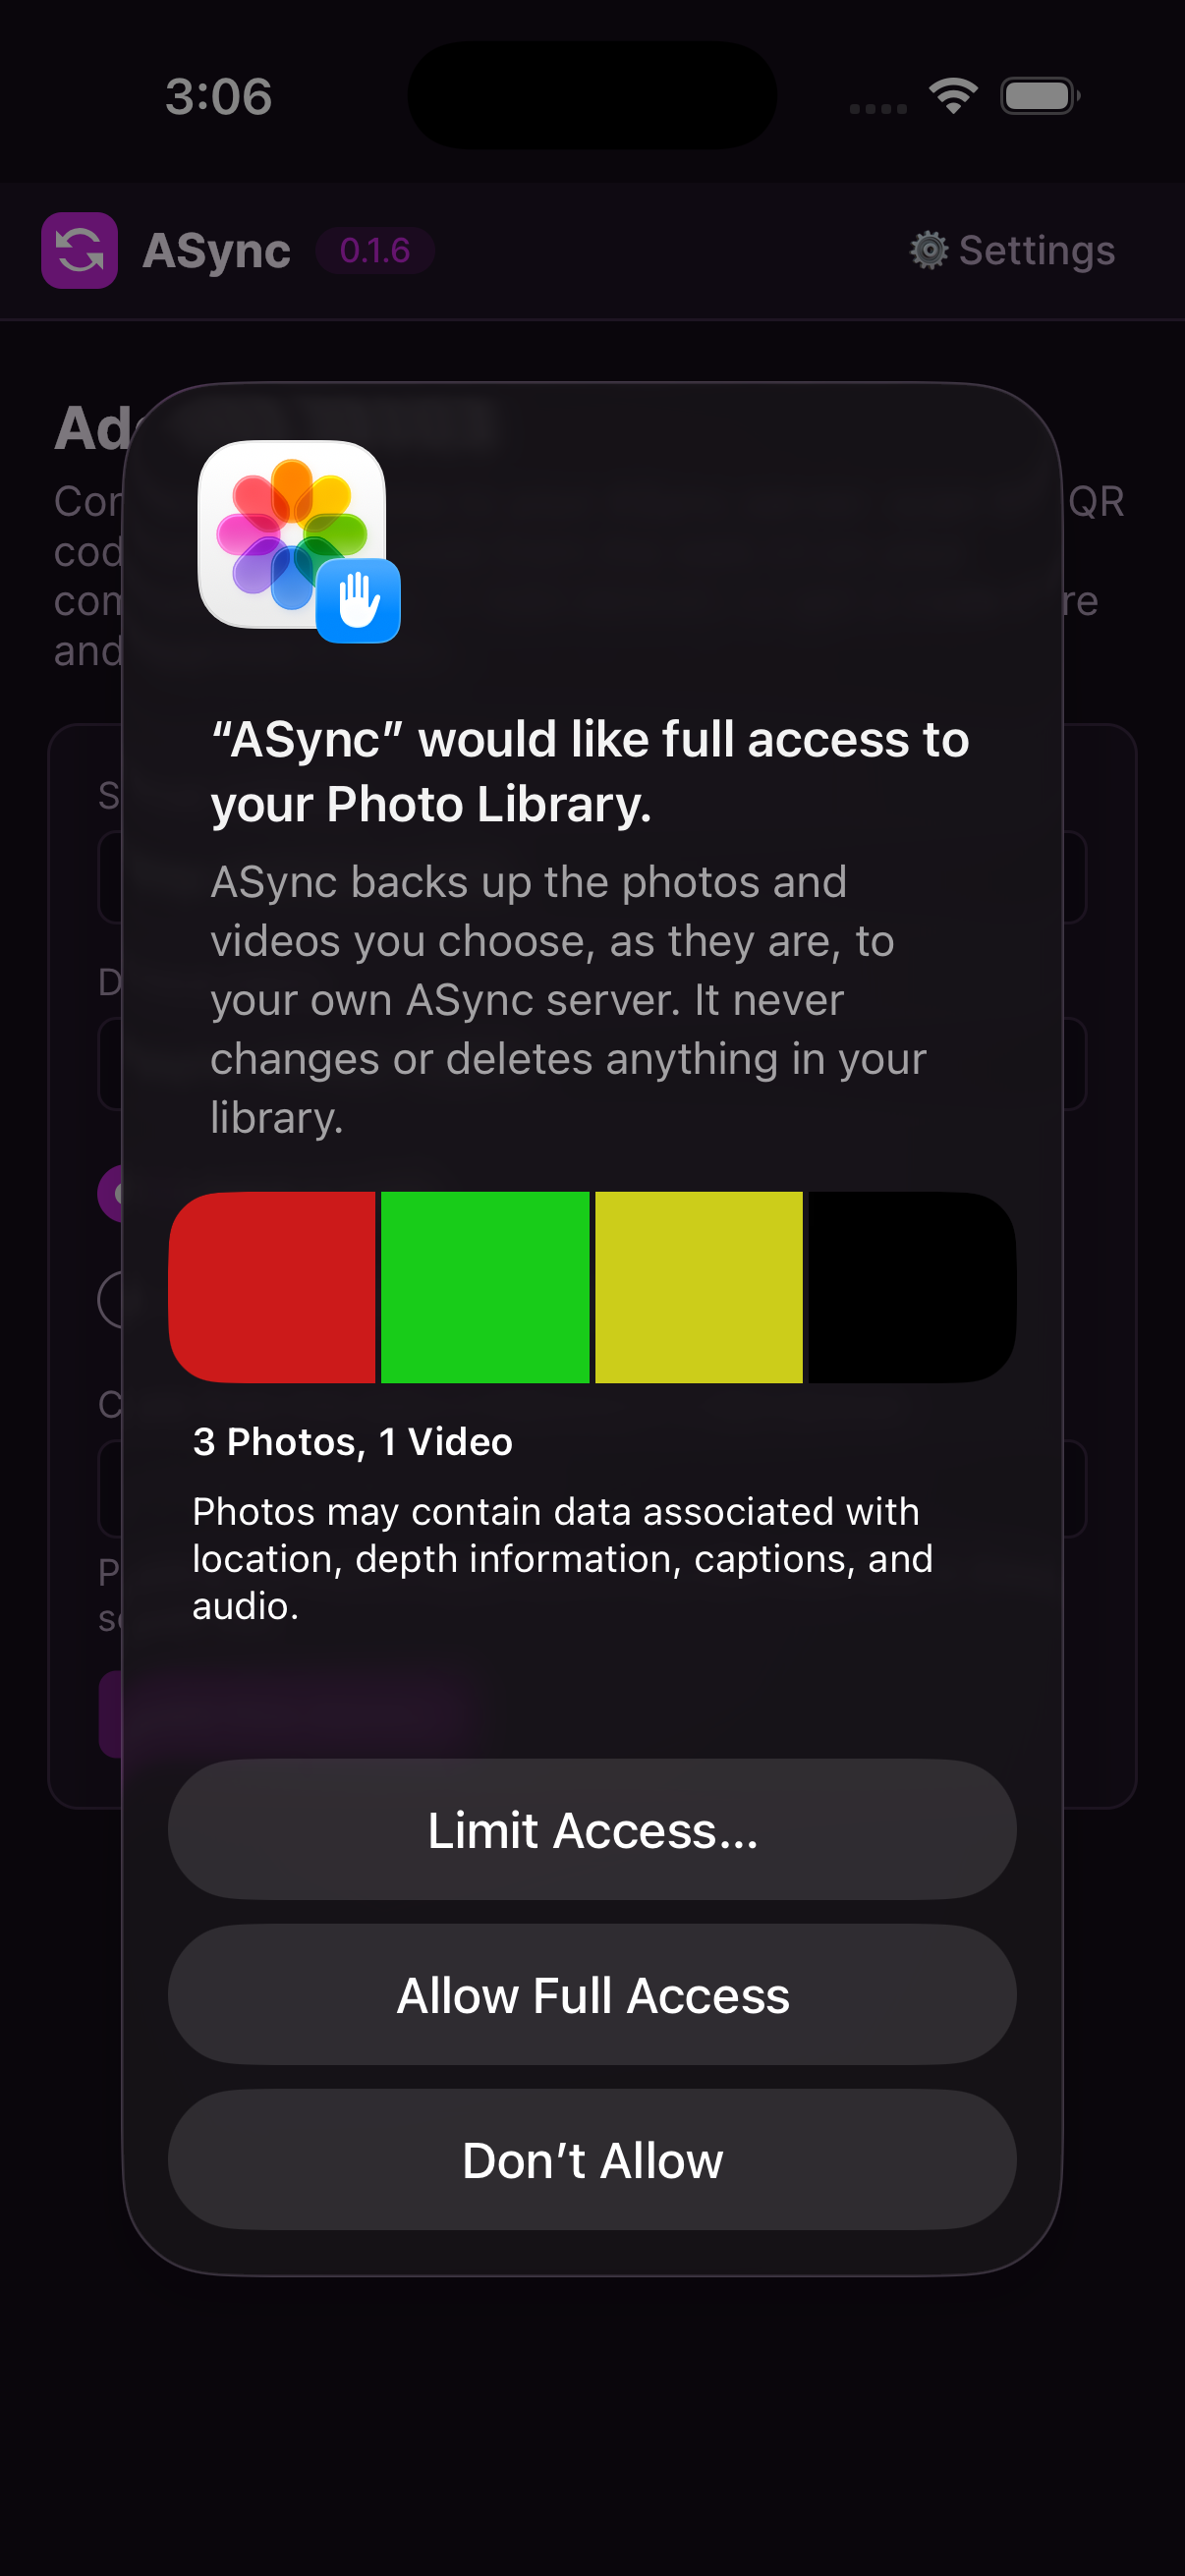 3:06
ASync 0.1.6 ⚙️ Settings
QR
re
and
“ASync” would like full access to
your Photo Library.
ASync backs up the photos and
videos you choose, as they are, to
your own ASync server. It never
changes or deletes anything in your
library.
3 Photos, 1 Video
Photos may contain data associated with
location, depth information, captions, and
audio.
Limit Access...
Allow Full Access
Don’t Allow